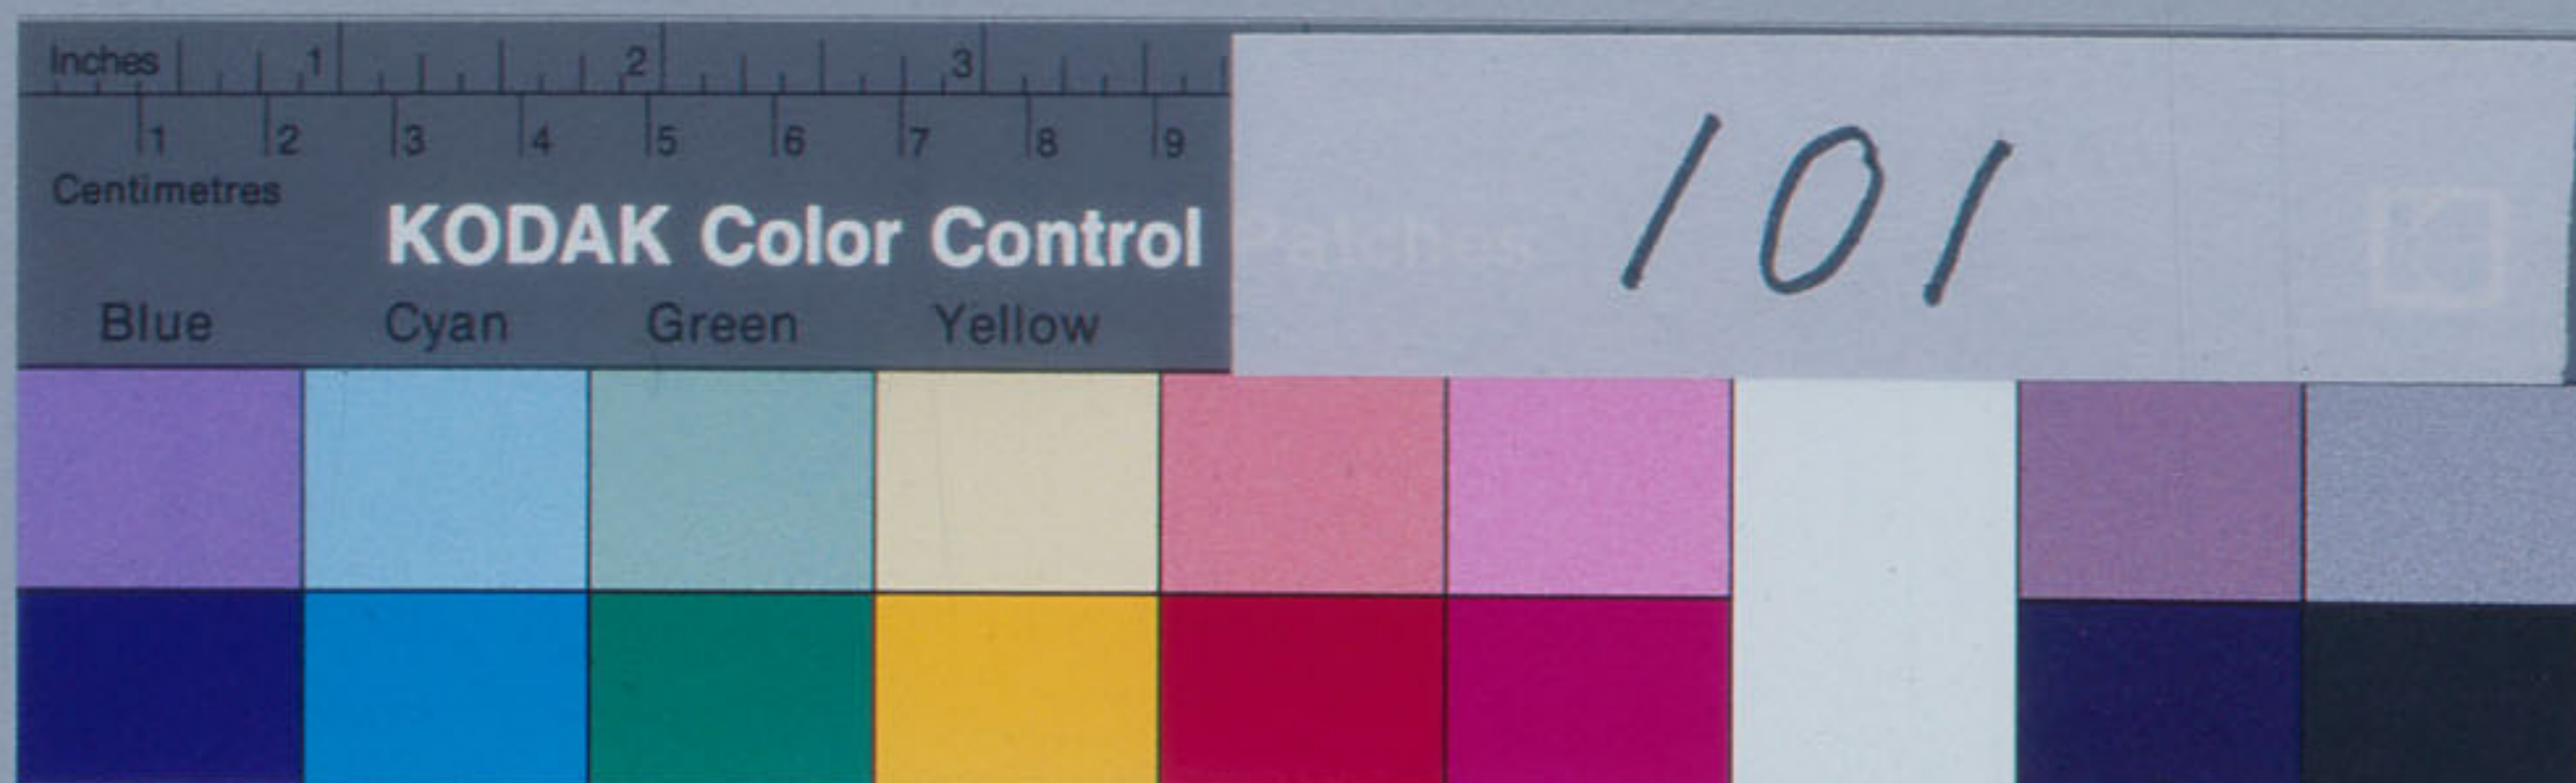 Inches 1 2 3
1 2 3 4 5 6 7 8 9
Centimetres
KODAK Color Control Patches
101
Blue Cyan Green Yellow